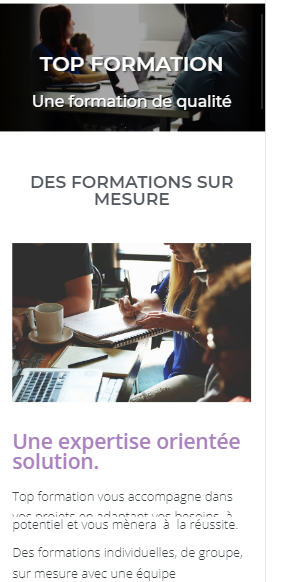 TOP FORMATION
Une formation de qualité
DES FORMATIONS SUR
MESURE
Une expertise orientée
solution.
Top formation vous accompagne dans
vos projets en adaptant vos besoins à
potentiel et vous mènera à la réussite.
Des formations individuelles, de groupe,
sur mesure avec une équipe